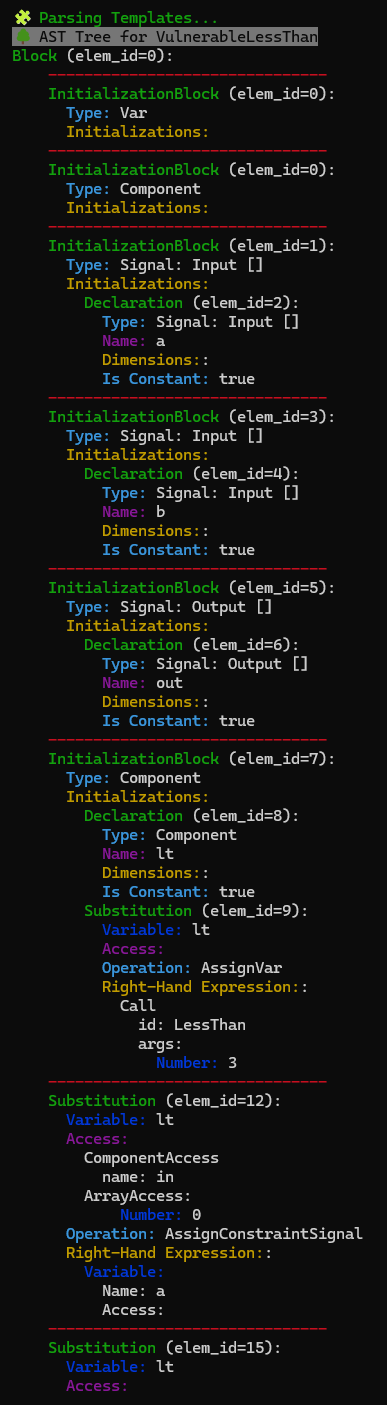 🧩 Parsing Templates...
🌳 AST Tree for VulnerableLessThan
Block (elem_id=0):
------------------------------
InitializationBlock (elem_id=0):
Type: Var
Initializations:
------------------------------
InitializationBlock (elem_id=0):
Type: Component
Initializations:
------------------------------
InitializationBlock (elem_id=1):
Type: Signal: Input []
Initializations:
Declaration (elem_id=2):
Type: Signal: Input []
Name: a
Dimensions::
Is Constant: true
------------------------------
InitializationBlock (elem_id=3):
Type: Signal: Input []
Initializations:
Declaration (elem_id=4):
Type: Signal: Input []
Name: b
Dimensions::
Is Constant: true
------------------------------
InitializationBlock (elem_id=5):
Type: Signal: Output []
Initializations:
Declaration (elem_id=6):
Type: Signal: Output []
Name: out
Dimensions::
Is Constant: true
------------------------------
InitializationBlock (elem_id=7):
Type: Component
Initializations:
Declaration (elem_id=8):
Type: Component
Name: lt
Dimensions::
Is Constant: true
Substitution (elem_id=9):
Variable: lt
Access:
Operation: AssignVar
Right-Hand Expression::
Call
id: LessThan
args:
Number: 3
------------------------------
Substitution (elem_id=12):
Variable: lt
Access:
ComponentAccess
name: in
ArrayAccess:
Number: 0
Operation: AssignConstraintSignal
Right-Hand Expression::
Variable:
Name: a
Access:
------------------------------
Substitution (elem_id=15):
Variable: lt
Access: